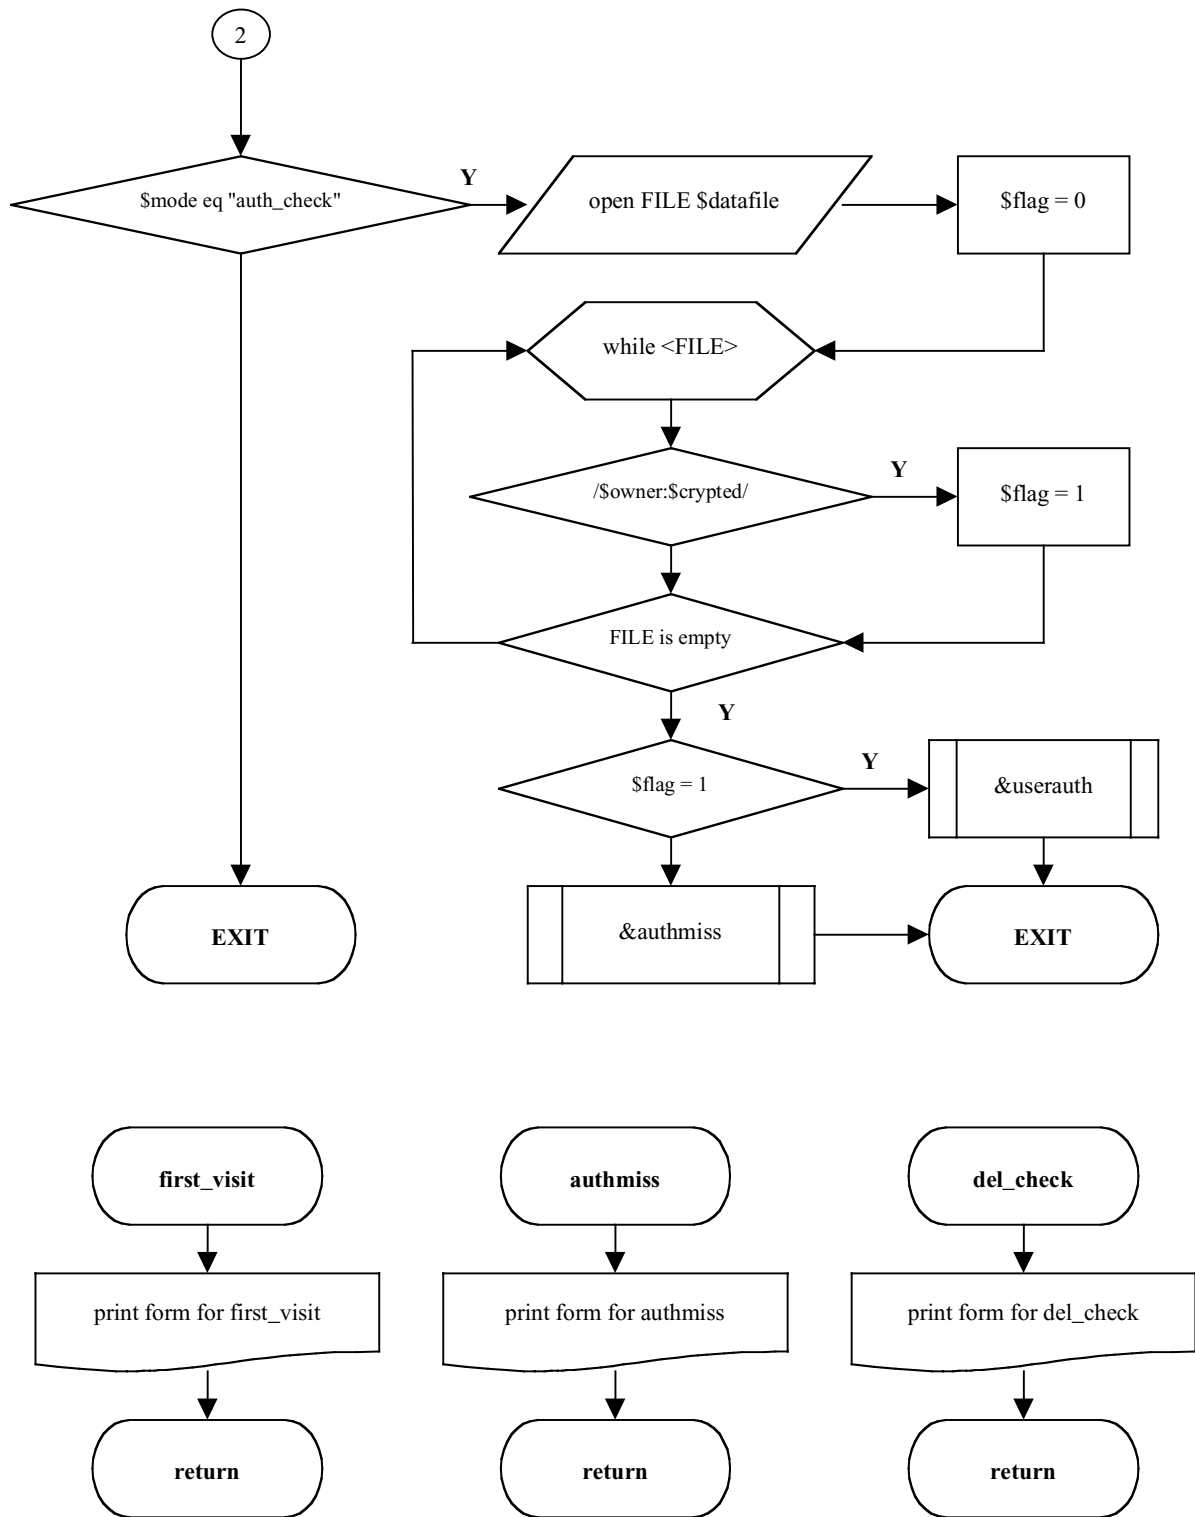 2
$mode eq "auth_check"
Y
open FILE $datafile
$flag = 0
while <FILE>
/$owner:$crypted/
Y
$flag = 1
FILE is empty
Y
$flag = 1
Y
&userauth
EXIT
&authmiss
EXIT
first_visit
authmiss
del_check
print form for first_visit
print form for authmiss
print form for del_check
return
return
return